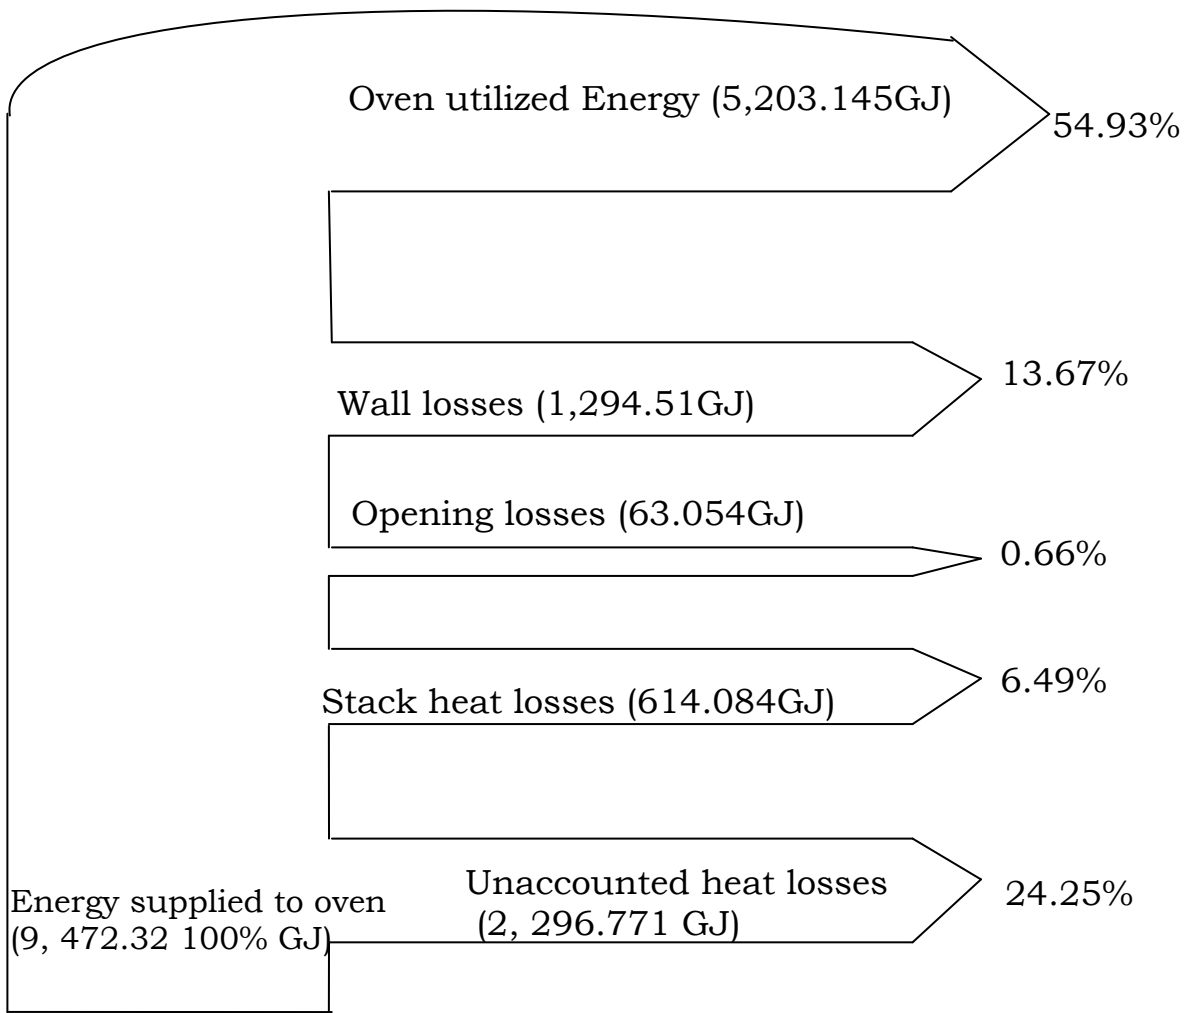 Oven utilized Energy (5,203.145GJ)
54.93%
13.67%
Wall losses (1,294.51GJ)
Opening losses (63.054GJ)
0.66%
6.49%
Stack heat losses (614.084GJ)
Unaccounted heat losses
(2, 296.771 GJ)
24.25%
Energy supplied to oven
(9, 472.32 100% GJ)